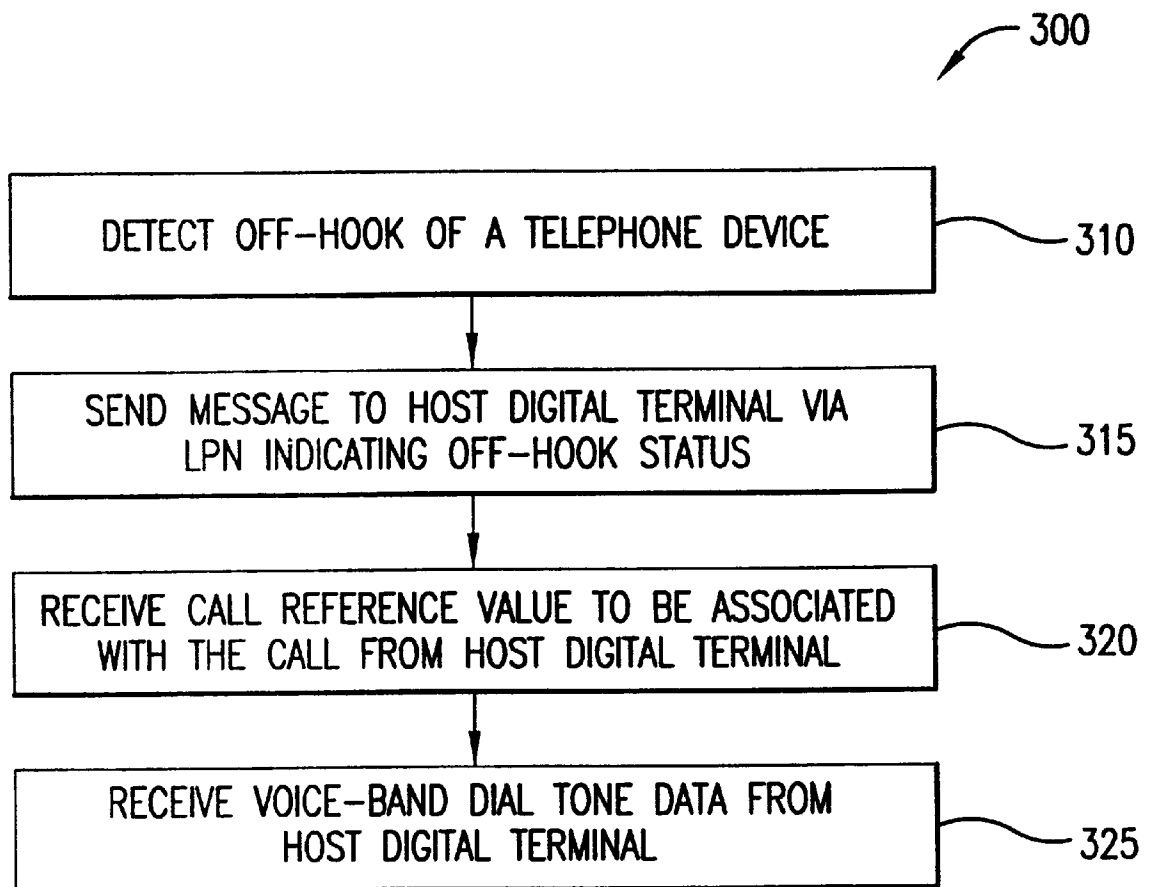 300
DETECT OFF-HOOK OF A TELEPHONE DEVICE
310
SEND MESSAGE TO HOST DIGITAL TERMINAL VIA
LPN INDICATING OFF-HOOK STATUS
315
RECEIVE CALL REFERENCE VALUE TO BE ASSOCIATED
WITH THE CALL FROM HOST DIGITAL TERMINAL
320
RECEIVE VOICE-BAND DIAL TONE DATA FROM
HOST DIGITAL TERMINAL
325